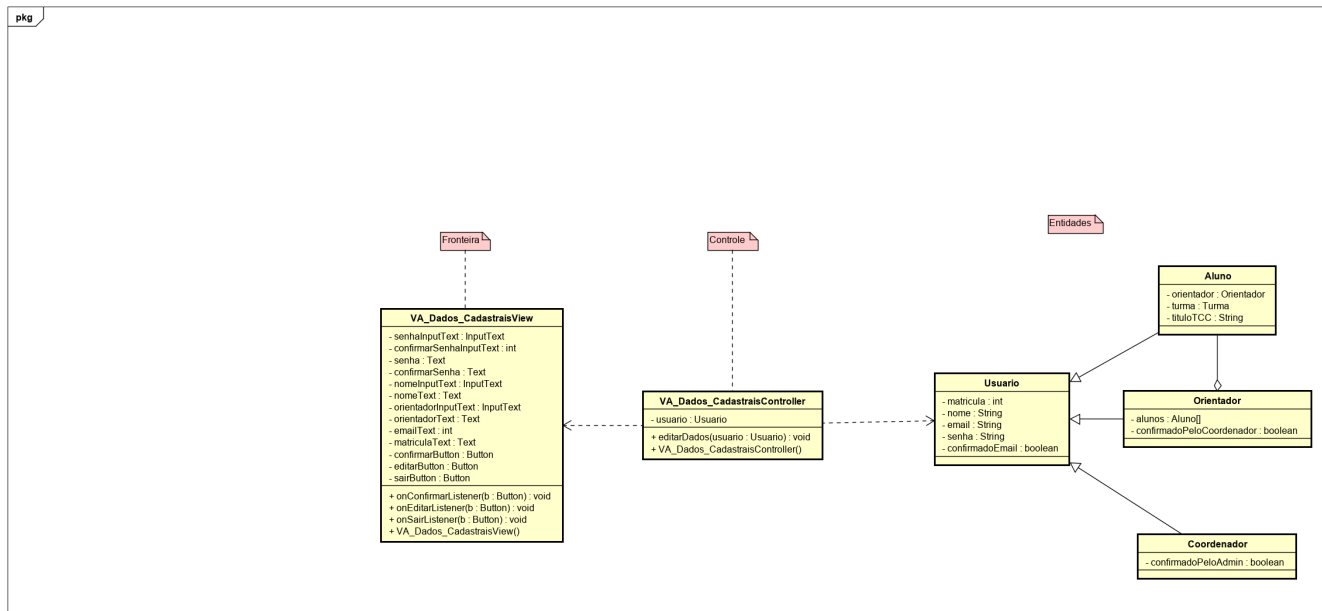 pkg
Fronteira
Controle
Entidades
VA_Dados_CadastraisView
- senhaInputText : InputText
- confirmarSenhaInputText : int
- senha : Text
- confirmarSenha : Text
- nomeInputText : InputText
- nomeText : Text
- orientadorInputText : InputText
- orientadorText : Text
- emailText : int
- matriculaText : Text
- confirmarButton : Button
- editarButton : Button
- sairButton : Button
+ onConfirmarListener(b : Button) : void
+ onEditarListener(b : Button) : void
+ onSairListener(b : Button) : void
+ VA_Dados_CadastraisView()
VA_Dados_CadastraisController
- usuario : Usuario
+ editarDados(usuario : Usuario) : void
+ VA_Dados_CadastraisController()
Usuario
- matricula : int
- nome : String
- email : String
- senha : String
- confirmadoEmail : boolean
Aluno
- orientador : Orientador
- turma : Turma
- tituloTCC : String
Orientador
- alunos : Aluno[]
- confirmadoPeloCoordenador : boolean
Coordenador
- confirmadoPeloAdmin : boolean